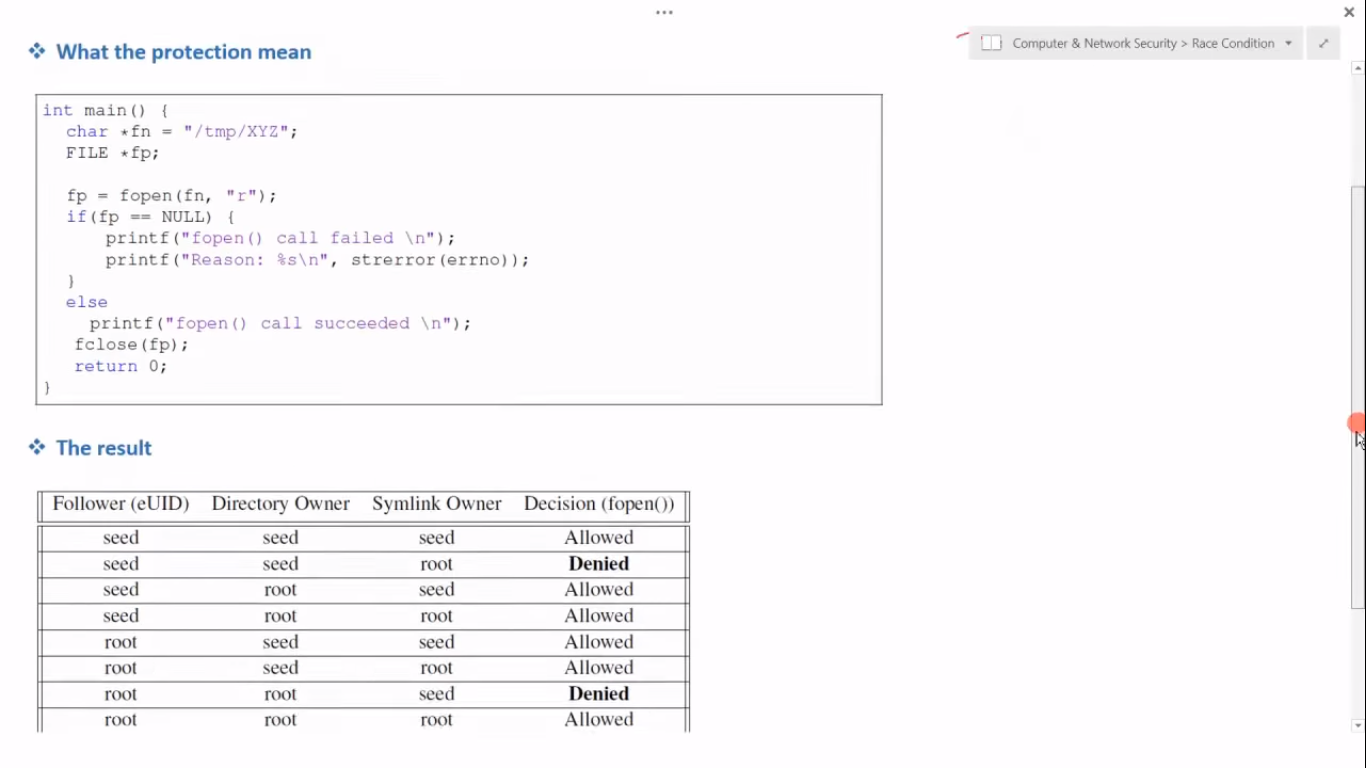 ...
Computer & Network Security > Race Condition
What the protection mean
int main() {
char *fn = "/tmp/XYZ";
FILE *fp;
fp = fopen(fn, "r");
if(fp == NULL) {
printf("fopen() call failed \n");
printf("Reason: %s\n", strerror(errno));
}
else
printf("fopen() call succeeded \n");
fclose(fp);
return 0;
}
The result
Follower (eUID) Directory Owner Symlink Owner Decision (fopen())
seed seed seed Allowed
seed seed root Denied
seed root seed Allowed
seed root root Allowed
root seed seed Allowed
root seed root Allowed
root root seed Denied
root root root Allowed